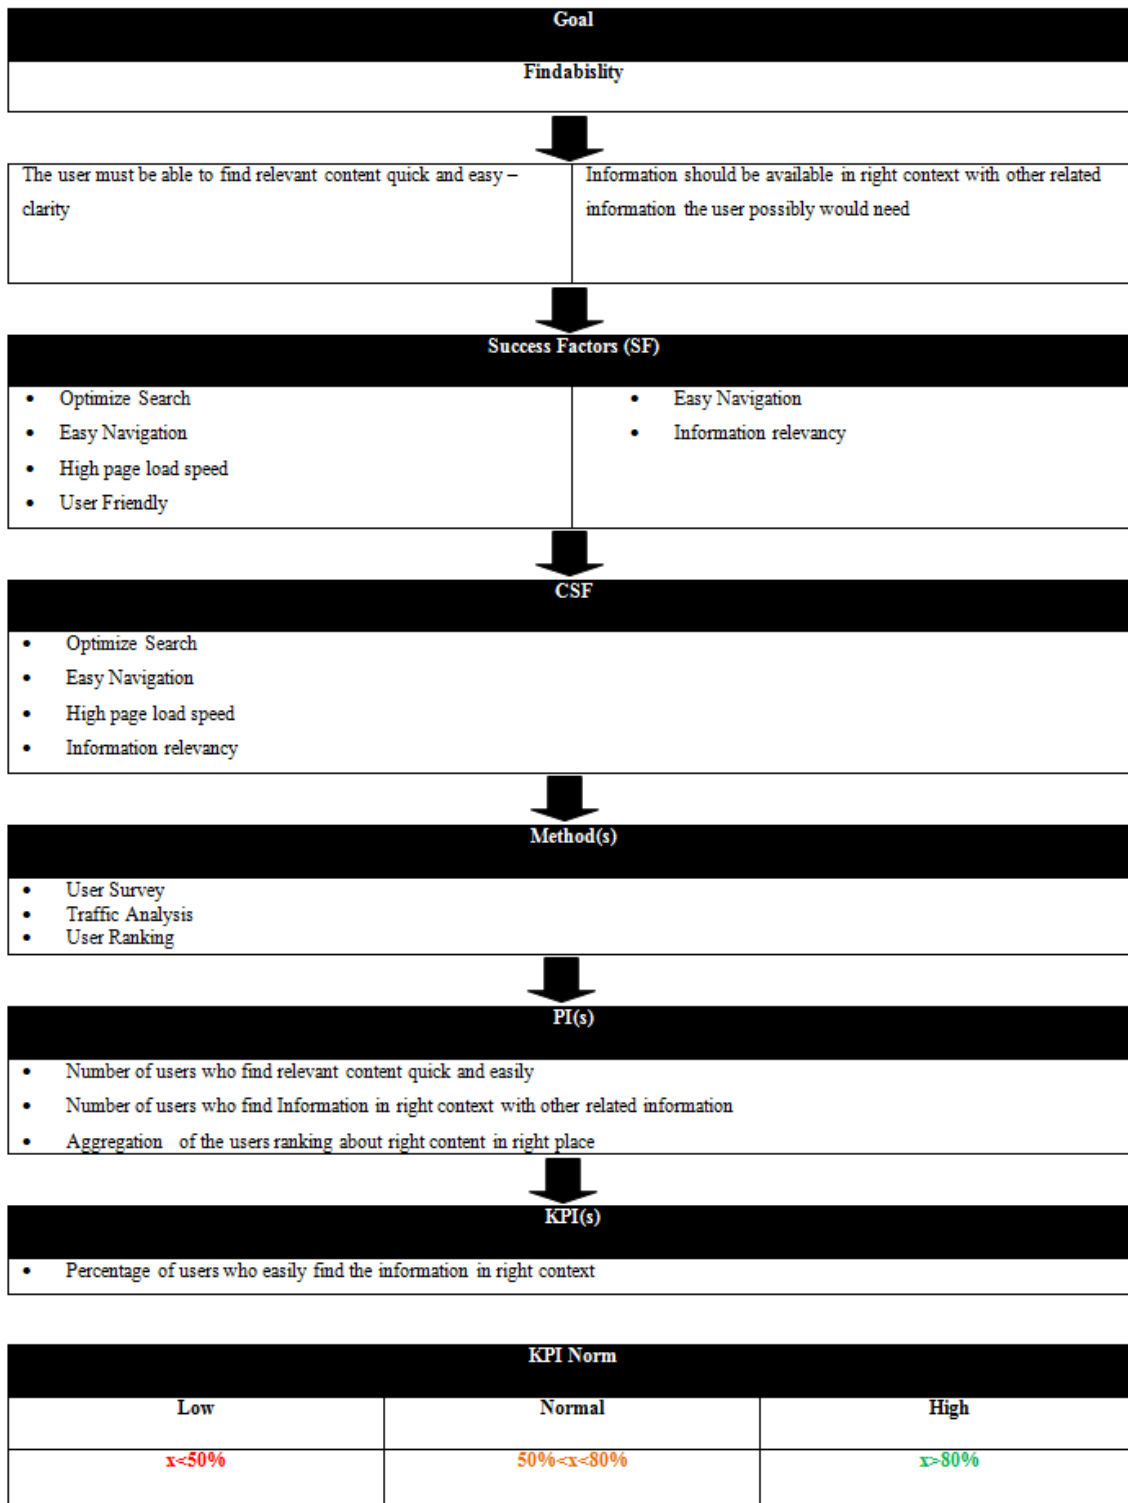 Goal
Findabislity
The user must be able to find relevant content quick and easy –
clarity
Information should be available in right context with other related
information the user possibly would need
Success Factors (SF)
• Optimize Search
• Easy Navigation
• High page load speed
• User Friendly
• Easy Navigation
• Information relevancy
CSF
• Optimize Search
• Easy Navigation
• High page load speed
• Information relevancy
Method(s)
• User Survey
• Traffic Analysis
• User Ranking
PI(s)
• Number of users who find relevant content quick and easily
• Number of users who find Information in right context with other related information
• Aggregation of the users ranking about right content in right place
KPI(s)
• Percentage of users who easily find the information in right context
KPI Norm
Low Normal High
x<50% 50%<x<80% x>80%